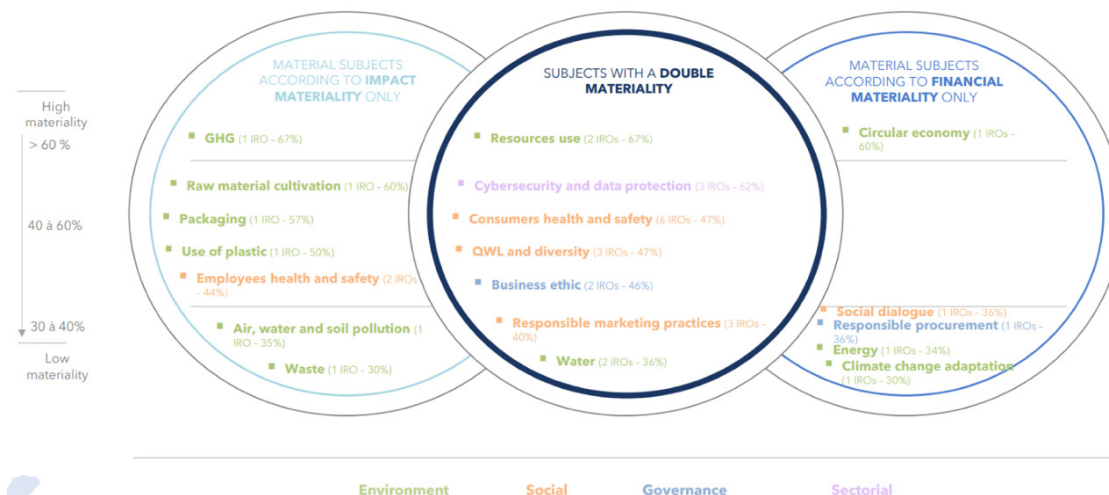 MATERIAL SUBJECTS
ACCORDING TO IMPACT
MATERIALITY ONLY
SUBJECTS WITH A DOUBLE
MATERIALITY
MATERIAL SUBJECTS
ACCORDING TO FINANCIAL
MATERIALITY ONLY
High
materiality
> 60 %
40 à 60%
30 à 40%
Low
materiality
GHG (1 IRO – 67%)
Raw material cultivation (1 IRO – 60%)
Packaging (1 IRO – 57%)
Use of plastic (1 IRO – 50%)
Employees health and safety (2 IROs
– 44%)
Air, water and soil pollution (1
IRO – 35%)
Waste (1 IRO – 30%)
Resources use (2 IROs – 67%)
Cybersecurity and data protection (3 IROs – 62%)
Consumers health and safety (6 IROs – 47%)
QWL and diversity (3 IROs – 47%)
Business ethic (2 IROs – 46%)
Responsible marketing practices (3 IROs –
40%)
Water (2 IROs – 36%)
Circular economy (1 IROs –
60%)
Social dialogue (1 IROs – 36%)
Responsible procurement (1 IROs –
36%)
Energy (1 IROs – 34%)
Climate change adaptation
(1 IROs – 30%)
Environment
Social
Governance
Sectorial